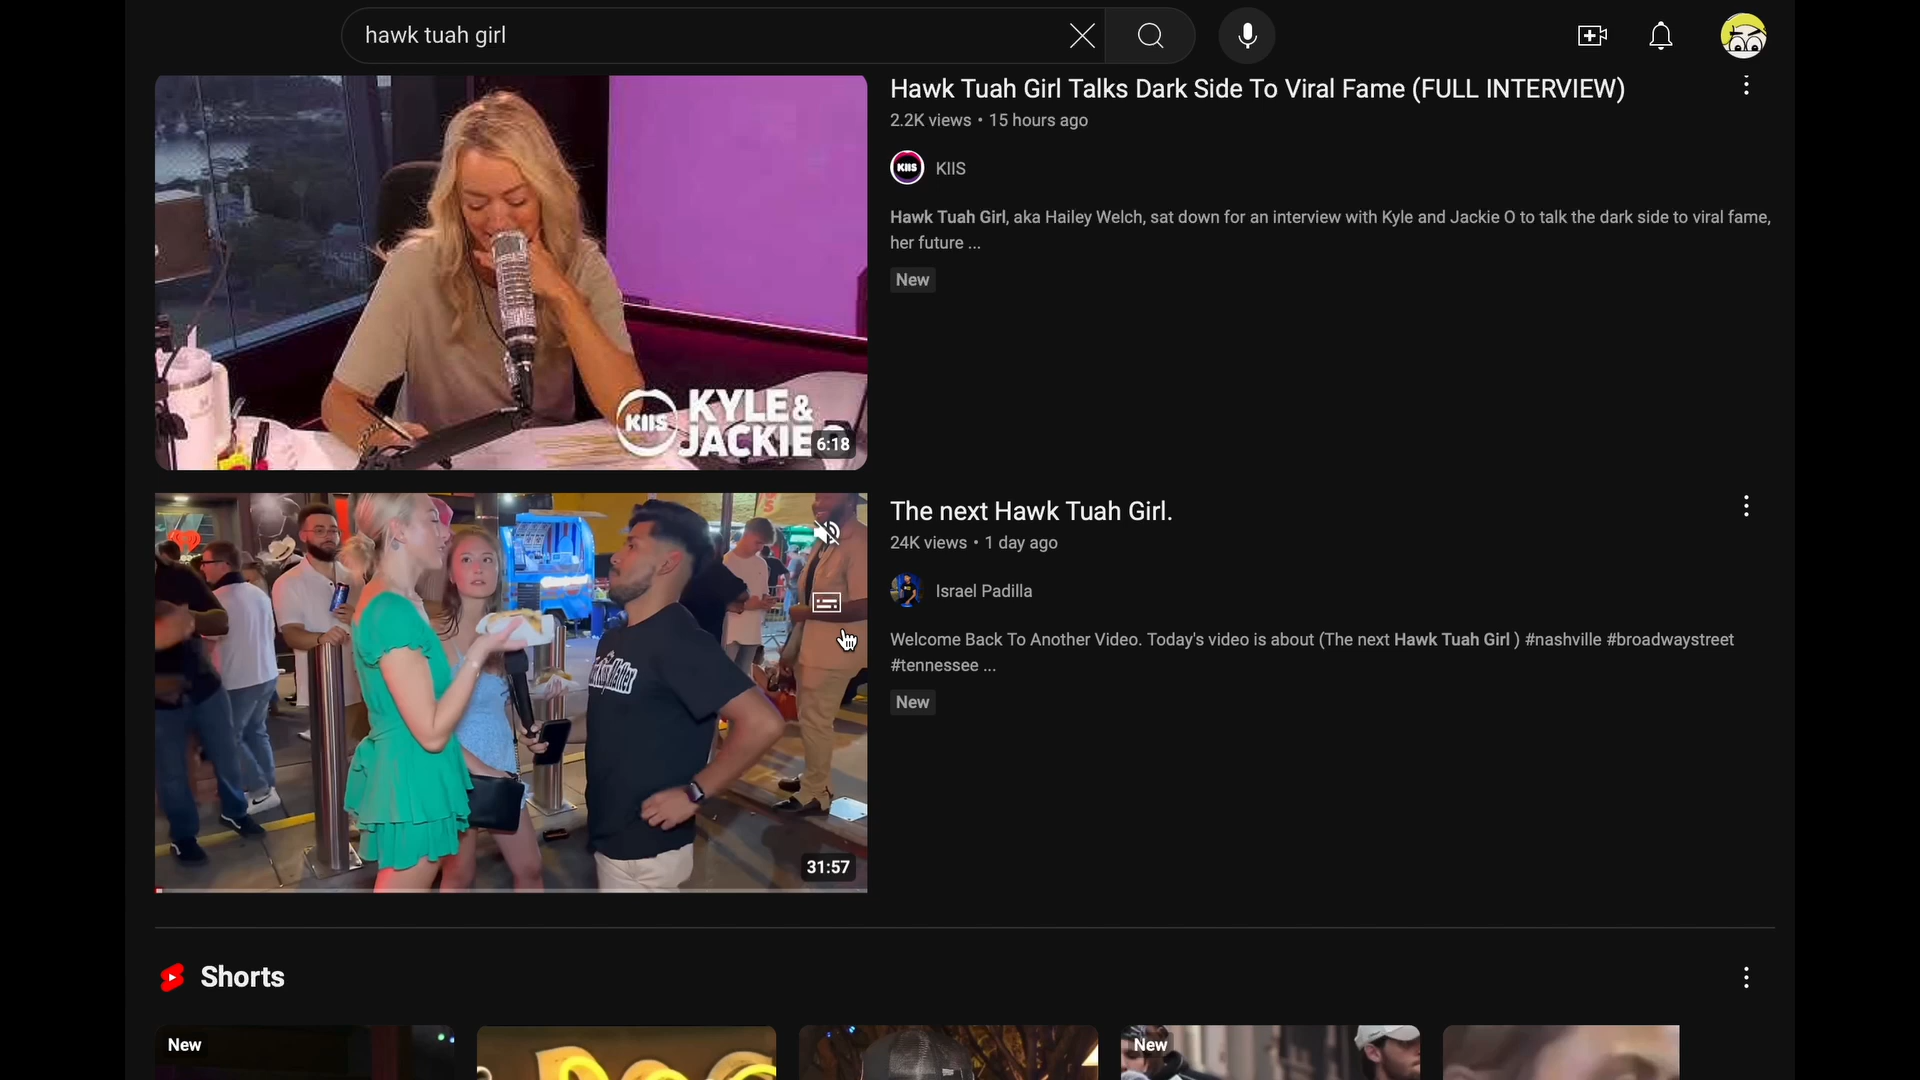 hawk tuah girl
Hawk Tuah Girl Talks Dark Side To Viral Fame (FULL INTERVIEW)
2.2K views • 15 hours ago
KIIS
KIIS
Hawk Tuah Girl, aka Hailey Welch, sat down for an interview with Kyle and Jackie O to talk the dark side to viral fame,
her future ...
New
KIIS
KYLE&
JACKIE
6:18
The next Hawk Tuah Girl.
24K views • 1 day ago
Israel Padilla
Welcome Back To Another Video. Today's video is about (The next Hawk Tuah Girl ) #nashville #broadwaystreet
#tennessee ...
New
31:57
Shorts
New
New